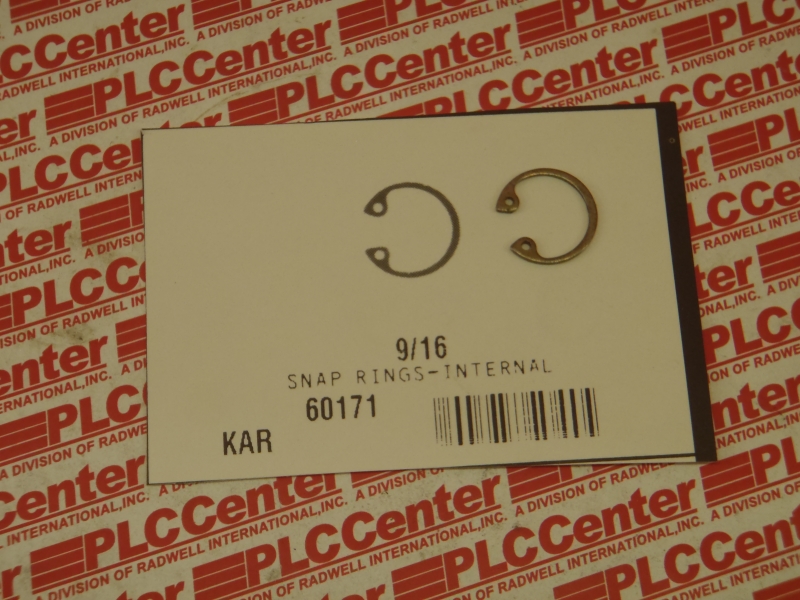 PLCCenter
A DIVISION OF RADWELL INTERNATIONAL,INC.
9/16
SNAP RINGS-INTERNAL
60171
KAR